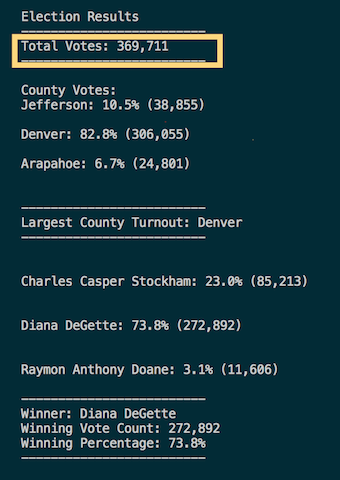 Election Results
-------------------------
Total Votes: 369,711
-------------------------
County Votes:
Jefferson: 10.5% (38,855)
Denver: 82.8% (306,055)
Arapahoe: 6.7% (24,801)
-------------------------
Largest County Turnout: Denver
-------------------------
Charles Casper Stockham: 23.0% (85,213)
Diana DeGette: 73.8% (272,892)
Raymon Anthony Doane: 3.1% (11,606)
-------------------------
Winner: Diana DeGette
Winning Vote Count: 272,892
Winning Percentage: 73.8%
-------------------------